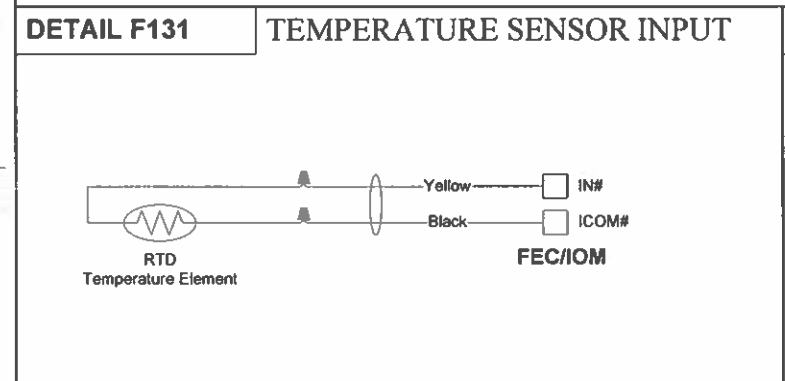 DETAIL F131
TEMPERATURE SENSOR INPUT
Yellow
IN#
Black
ICOM#
FEC/IOM
RTD
Temperature Element